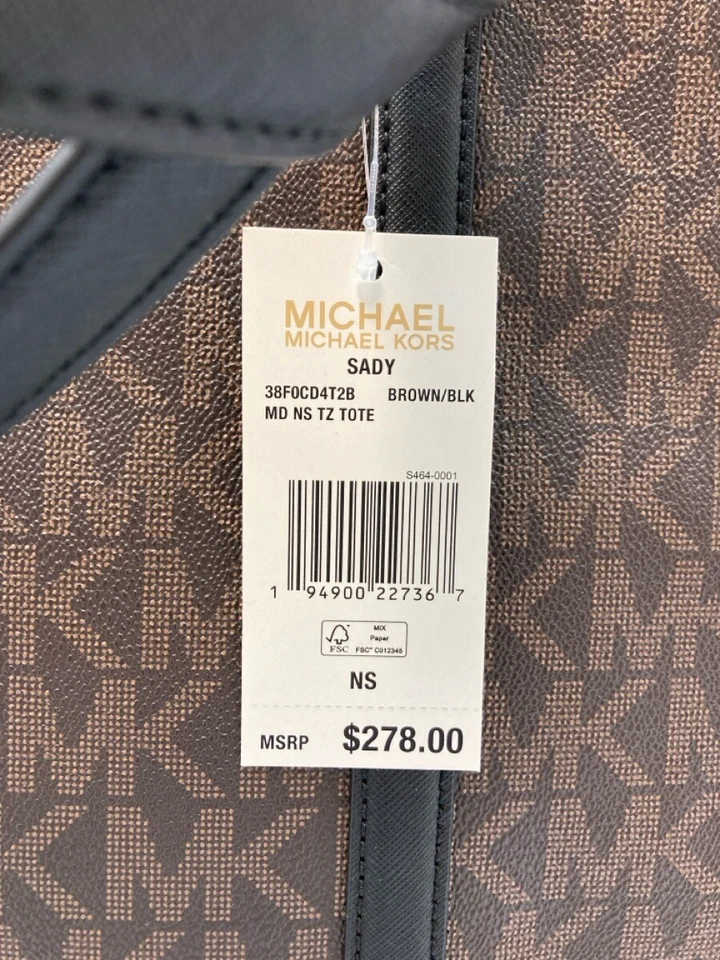 MICHAEL
MICHAEL KORS
SADY
38F0CD4T2B BROWN/BLK
MD NS TZ TOTE
S464-0001
1 94900 22736 7
FSC
MIX
Paper
FSC® C012345
NS
MSRP $278.00